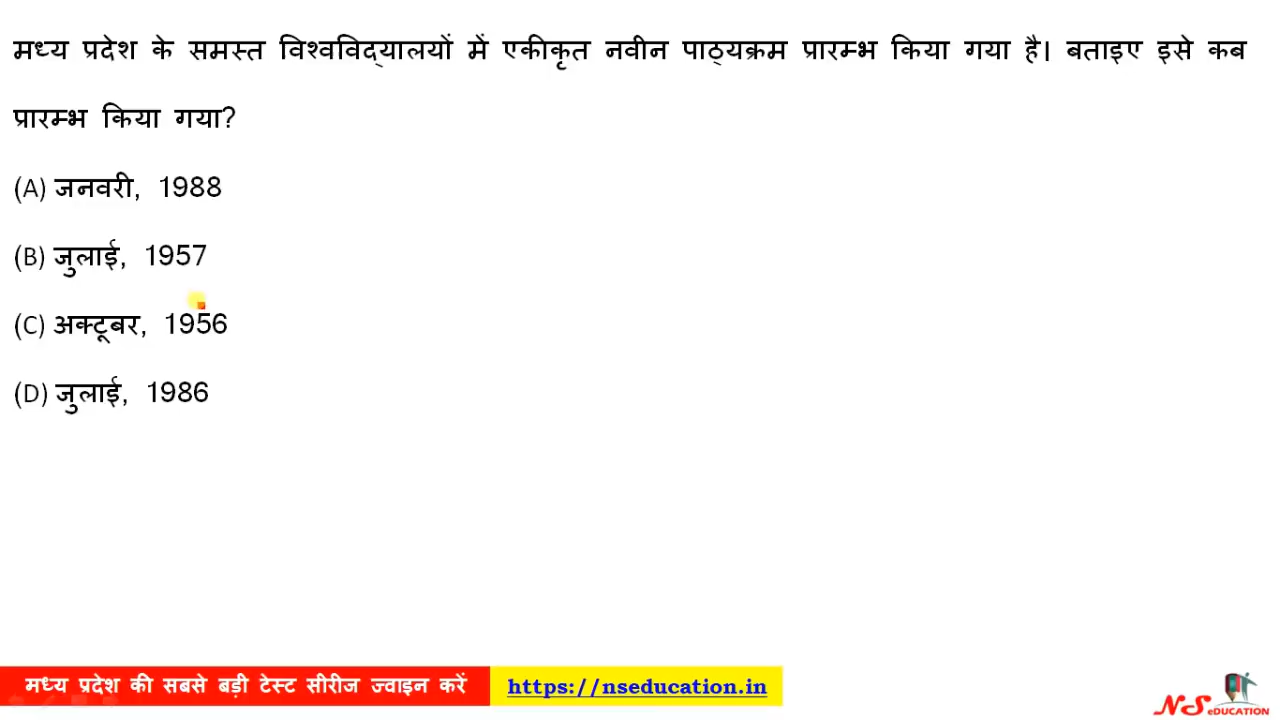 मध्य प्रदेश के समस्त विश्वविद्यालयों में एकीकृत नवीन पाठ्यक्रम प्रारम्भ किया गया है। बताइए इसे कब
प्रारम्भ किया गया?
(A) जनवरी, 1988
(B) जुलाई, 1957
(C) अक्टूबर, 1956
(D) जुलाई, 1986
मध्य प्रदेश की सबसे बड़ी टेस्ट सीरीज ज्वाइन करें https://nseducation.in
NS eDUCATION